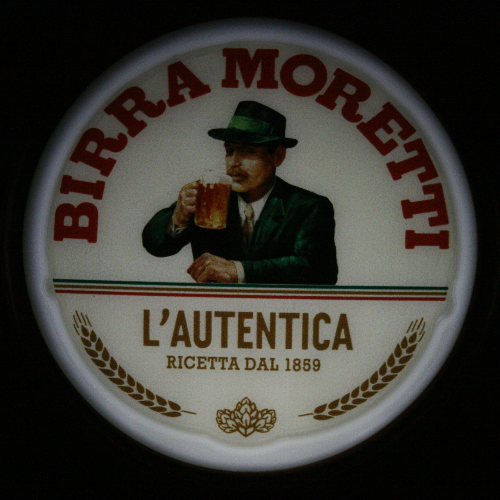 BIRRA MORETTI
L'AUTENTICA
RICETTA DAL 1859